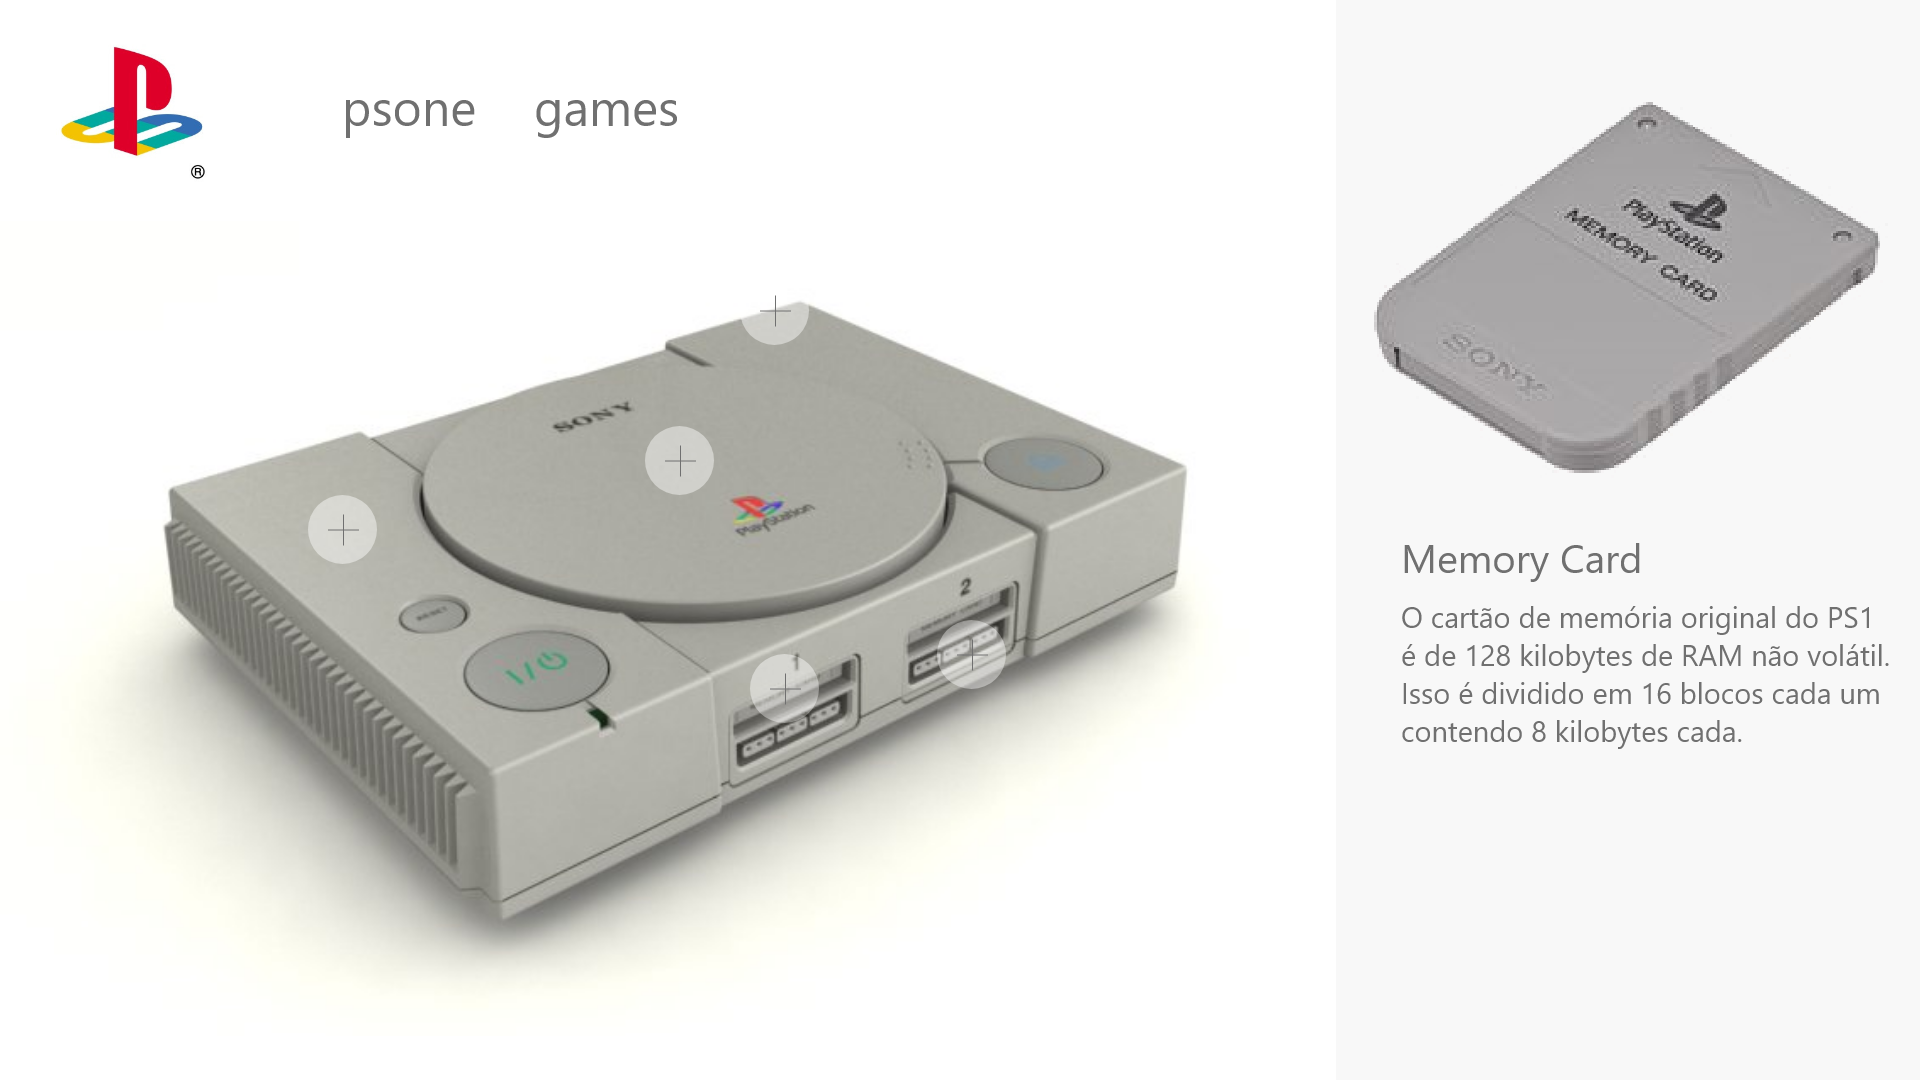 ®
psone games
PlayStation
MEMORY CARD
SONY
SONY
PlayStation
RESET
1
2
Memory Card
O cartão de memória original do PS1
é de 128 kilobytes de RAM não volátil.
Isso é dividido em 16 blocos cada um
contendo 8 kilobytes cada.